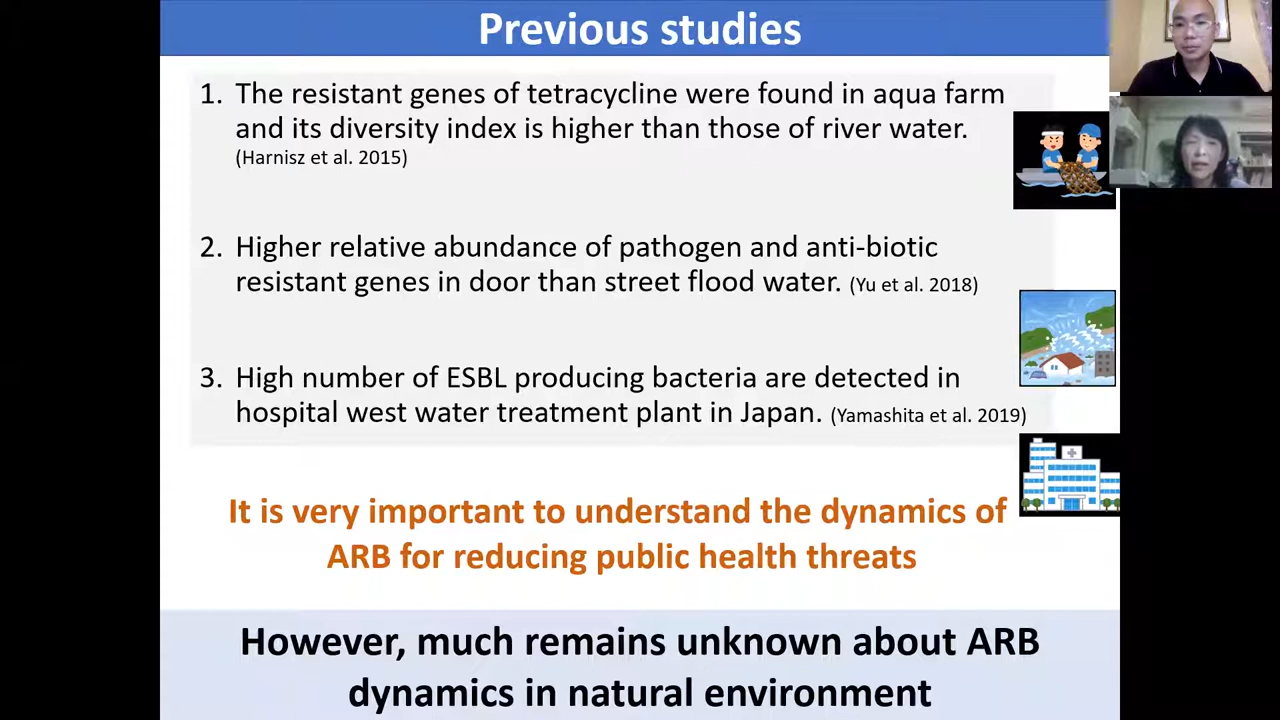 Previous studies
1. The resistant genes of tetracycline were found in aqua farm
and its diversity index is higher than those of river water.
(Harnisz et al. 2015)
2. Higher relative abundance of pathogen and anti-biotic
resistant genes in door than street flood water. (Yu et al. 2018)
3. High number of ESBL producing bacteria are detected in
hospital west water treatment plant in Japan. (Yamashita et al. 2019)
It is very important to understand the dynamics of
ARB for reducing public health threats
However, much remains unknown about ARB
dynamics in natural environment